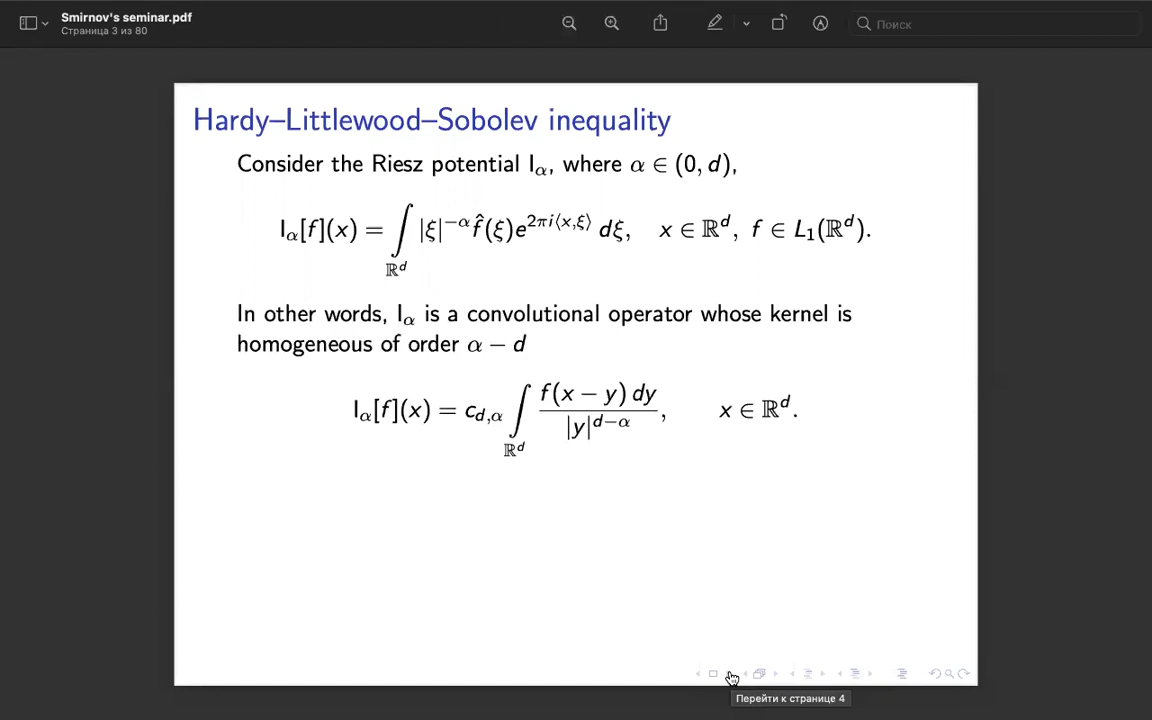 Smirnov's seminar.pdf
Страница 3 из 80
Поиск
Hardy–Littlewood–Sobolev inequality
Consider the Riesz potential I_α, where α ∈ (0, d),
I_α[f](x) = ∫_{ℝ^d} |ξ|^{−α} f̂(ξ)e^{2πi⟨x,ξ⟩} dξ, x ∈ ℝ^d, f ∈ L_1(ℝ^d).
In other words, I_α is a convolutional operator whose kernel is
homogeneous of order α − d
I_α[f](x) = c_{d,α} ∫_{ℝ^d} \frac{f(x − y) dy}{|y|^{d−α}}, x ∈ ℝ^d.
Перейти к странице 4